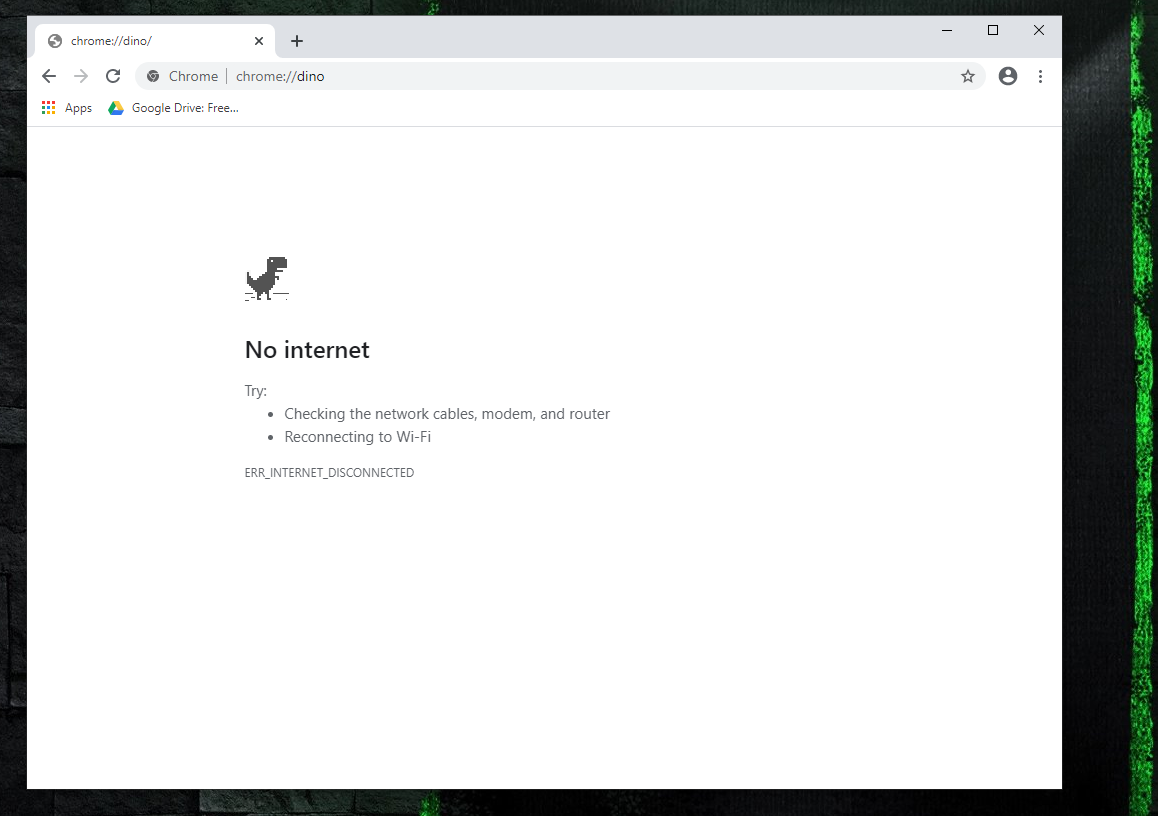 chrome://dino/
Chrome | chrome://dino
Apps Google Drive: Free...
No internet
Try:
• Checking the network cables, modem, and router
• Reconnecting to Wi-Fi
ERR_INTERNET_DISCONNECTED